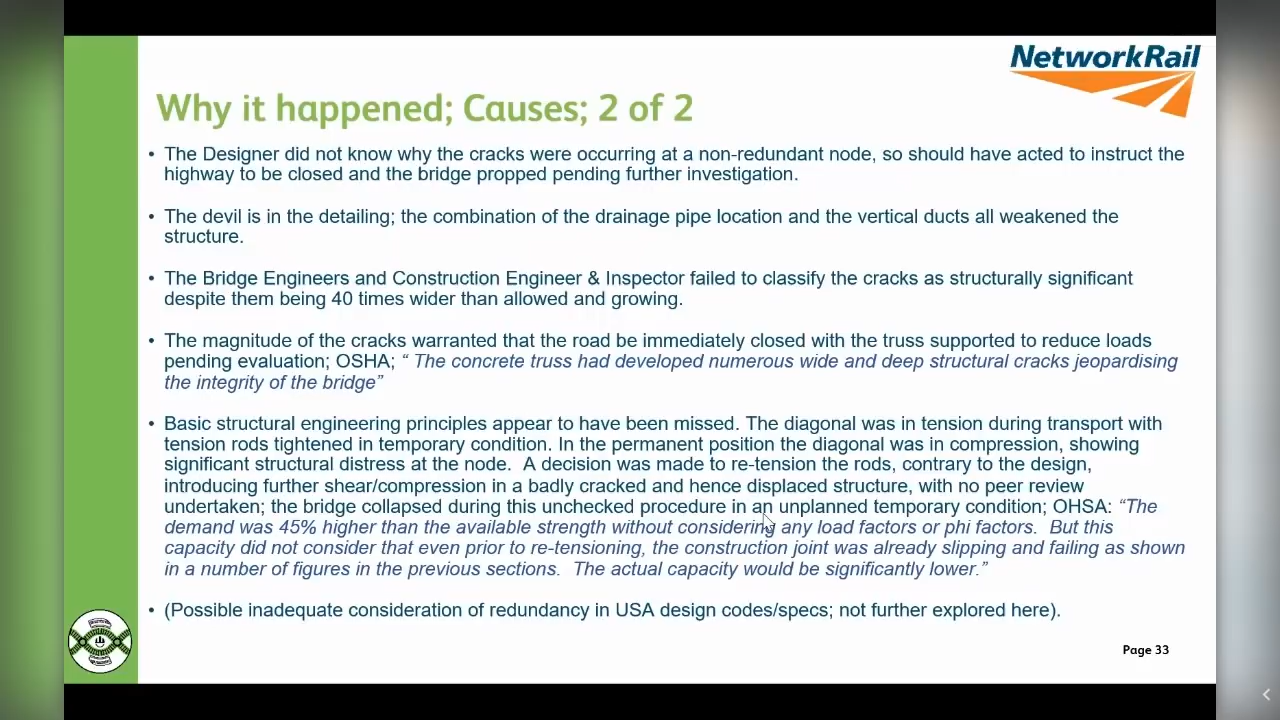 NetworkRail
Why it happened; Causes; 2 of 2
• The Designer did not know why the cracks were occurring at a non-redundant node, so should have acted to instruct the
highway to be closed and the bridge propped pending further investigation.
• The devil is in the detailing; the combination of the drainage pipe location and the vertical ducts all weakened the
structure.
• The Bridge Engineers and Construction Engineer & Inspector failed to classify the cracks as structurally significant
despite them being 40 times wider than allowed and growing.
• The magnitude of the cracks warranted that the road be immediately closed with the truss supported to reduce loads
pending evaluation; OSHA; “ The concrete truss had developed numerous wide and deep structural cracks jeopardising
the integrity of the bridge”
• Basic structural engineering principles appear to have been missed. The diagonal was in tension during transport with
tension rods tightened in temporary condition. In the permanent position the diagonal was in compression, showing
significant structural distress at the node. A decision was made to re-tension the rods, contrary to the design,
introducing further shear/compression in a badly cracked and hence displaced structure, with no peer review
undertaken; the bridge collapsed during this unchecked procedure in an unplanned temporary condition; OHSA: “The
demand was 45% higher than the available strength without considering any load factors or phi factors. But this
capacity did not consider that even prior to re-tensioning, the construction joint was already slipping and failing as shown
in a number of figures in the previous sections. The actual capacity would be significantly lower.”
• (Possible inadequate consideration of redundancy in USA design codes/specs; not further explored here).
Page 33